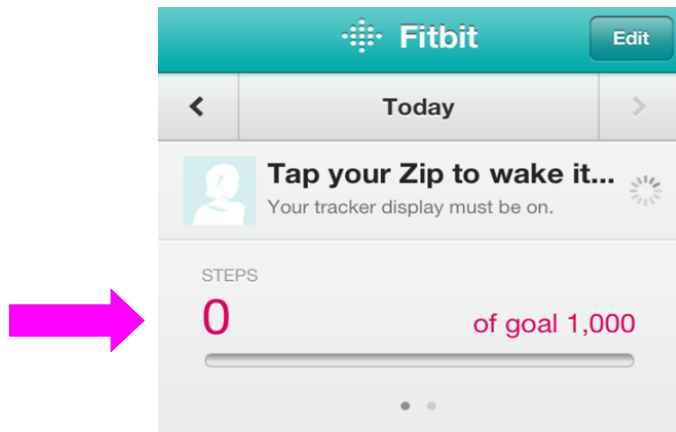 Fitbit Edit
Today
Tap your Zip to wake it...
Your tracker display must be on.
STEPS
0 of goal 1,000